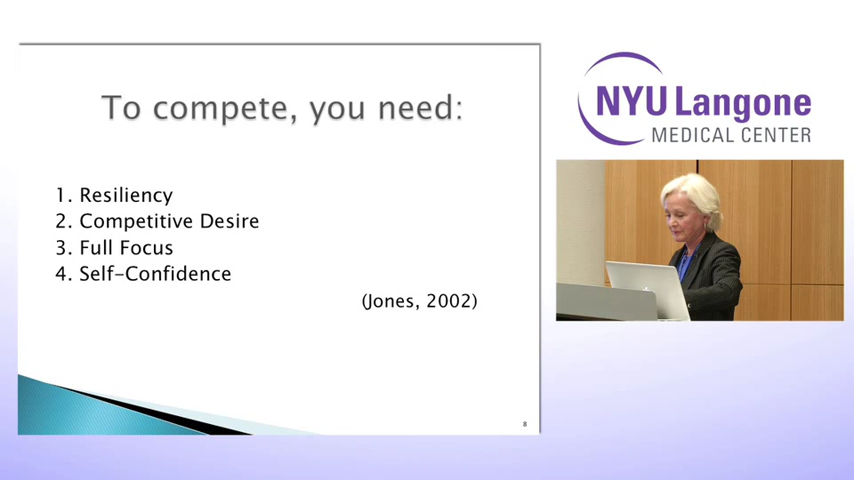 To compete, you need:
1. Resiliency
2. Competitive Desire
3. Full Focus
4. Self-Confidence
(Jones, 2002)
8
NYU Langone
MEDICAL CENTER